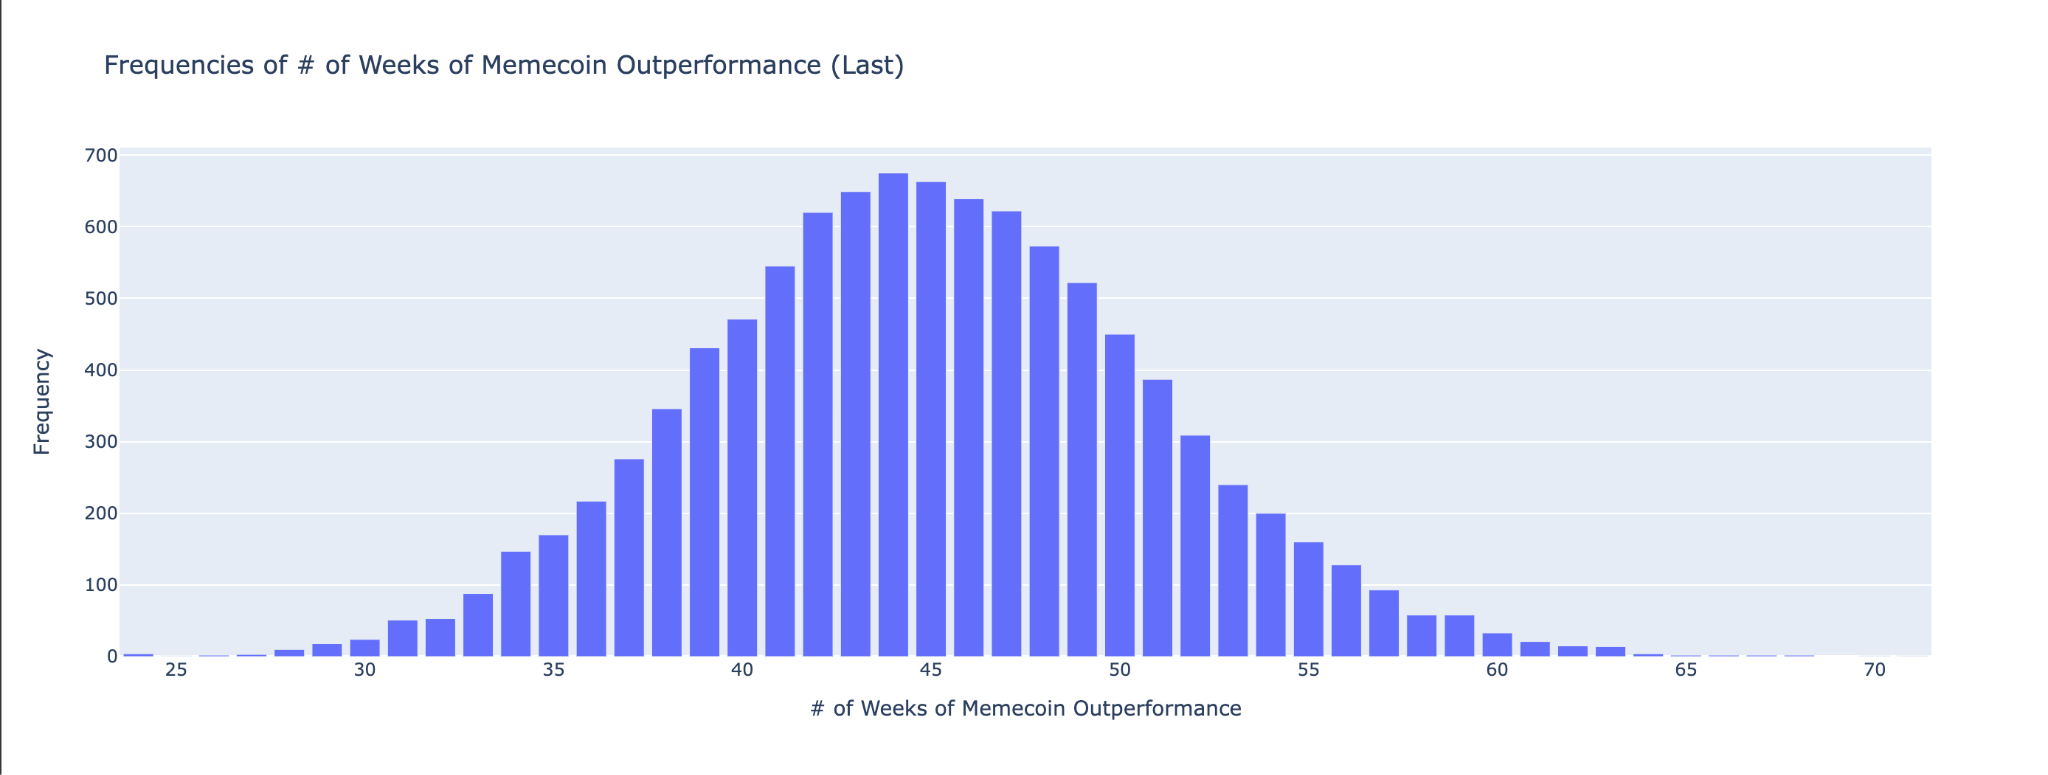 Frequencies of # of Weeks of Memecoin Outperformance (Last)
700
600
500
400
300
200
100
0
Frequency
25 30 35 40 45 50 55 60 65 70
# of Weeks of Memecoin Outperformance